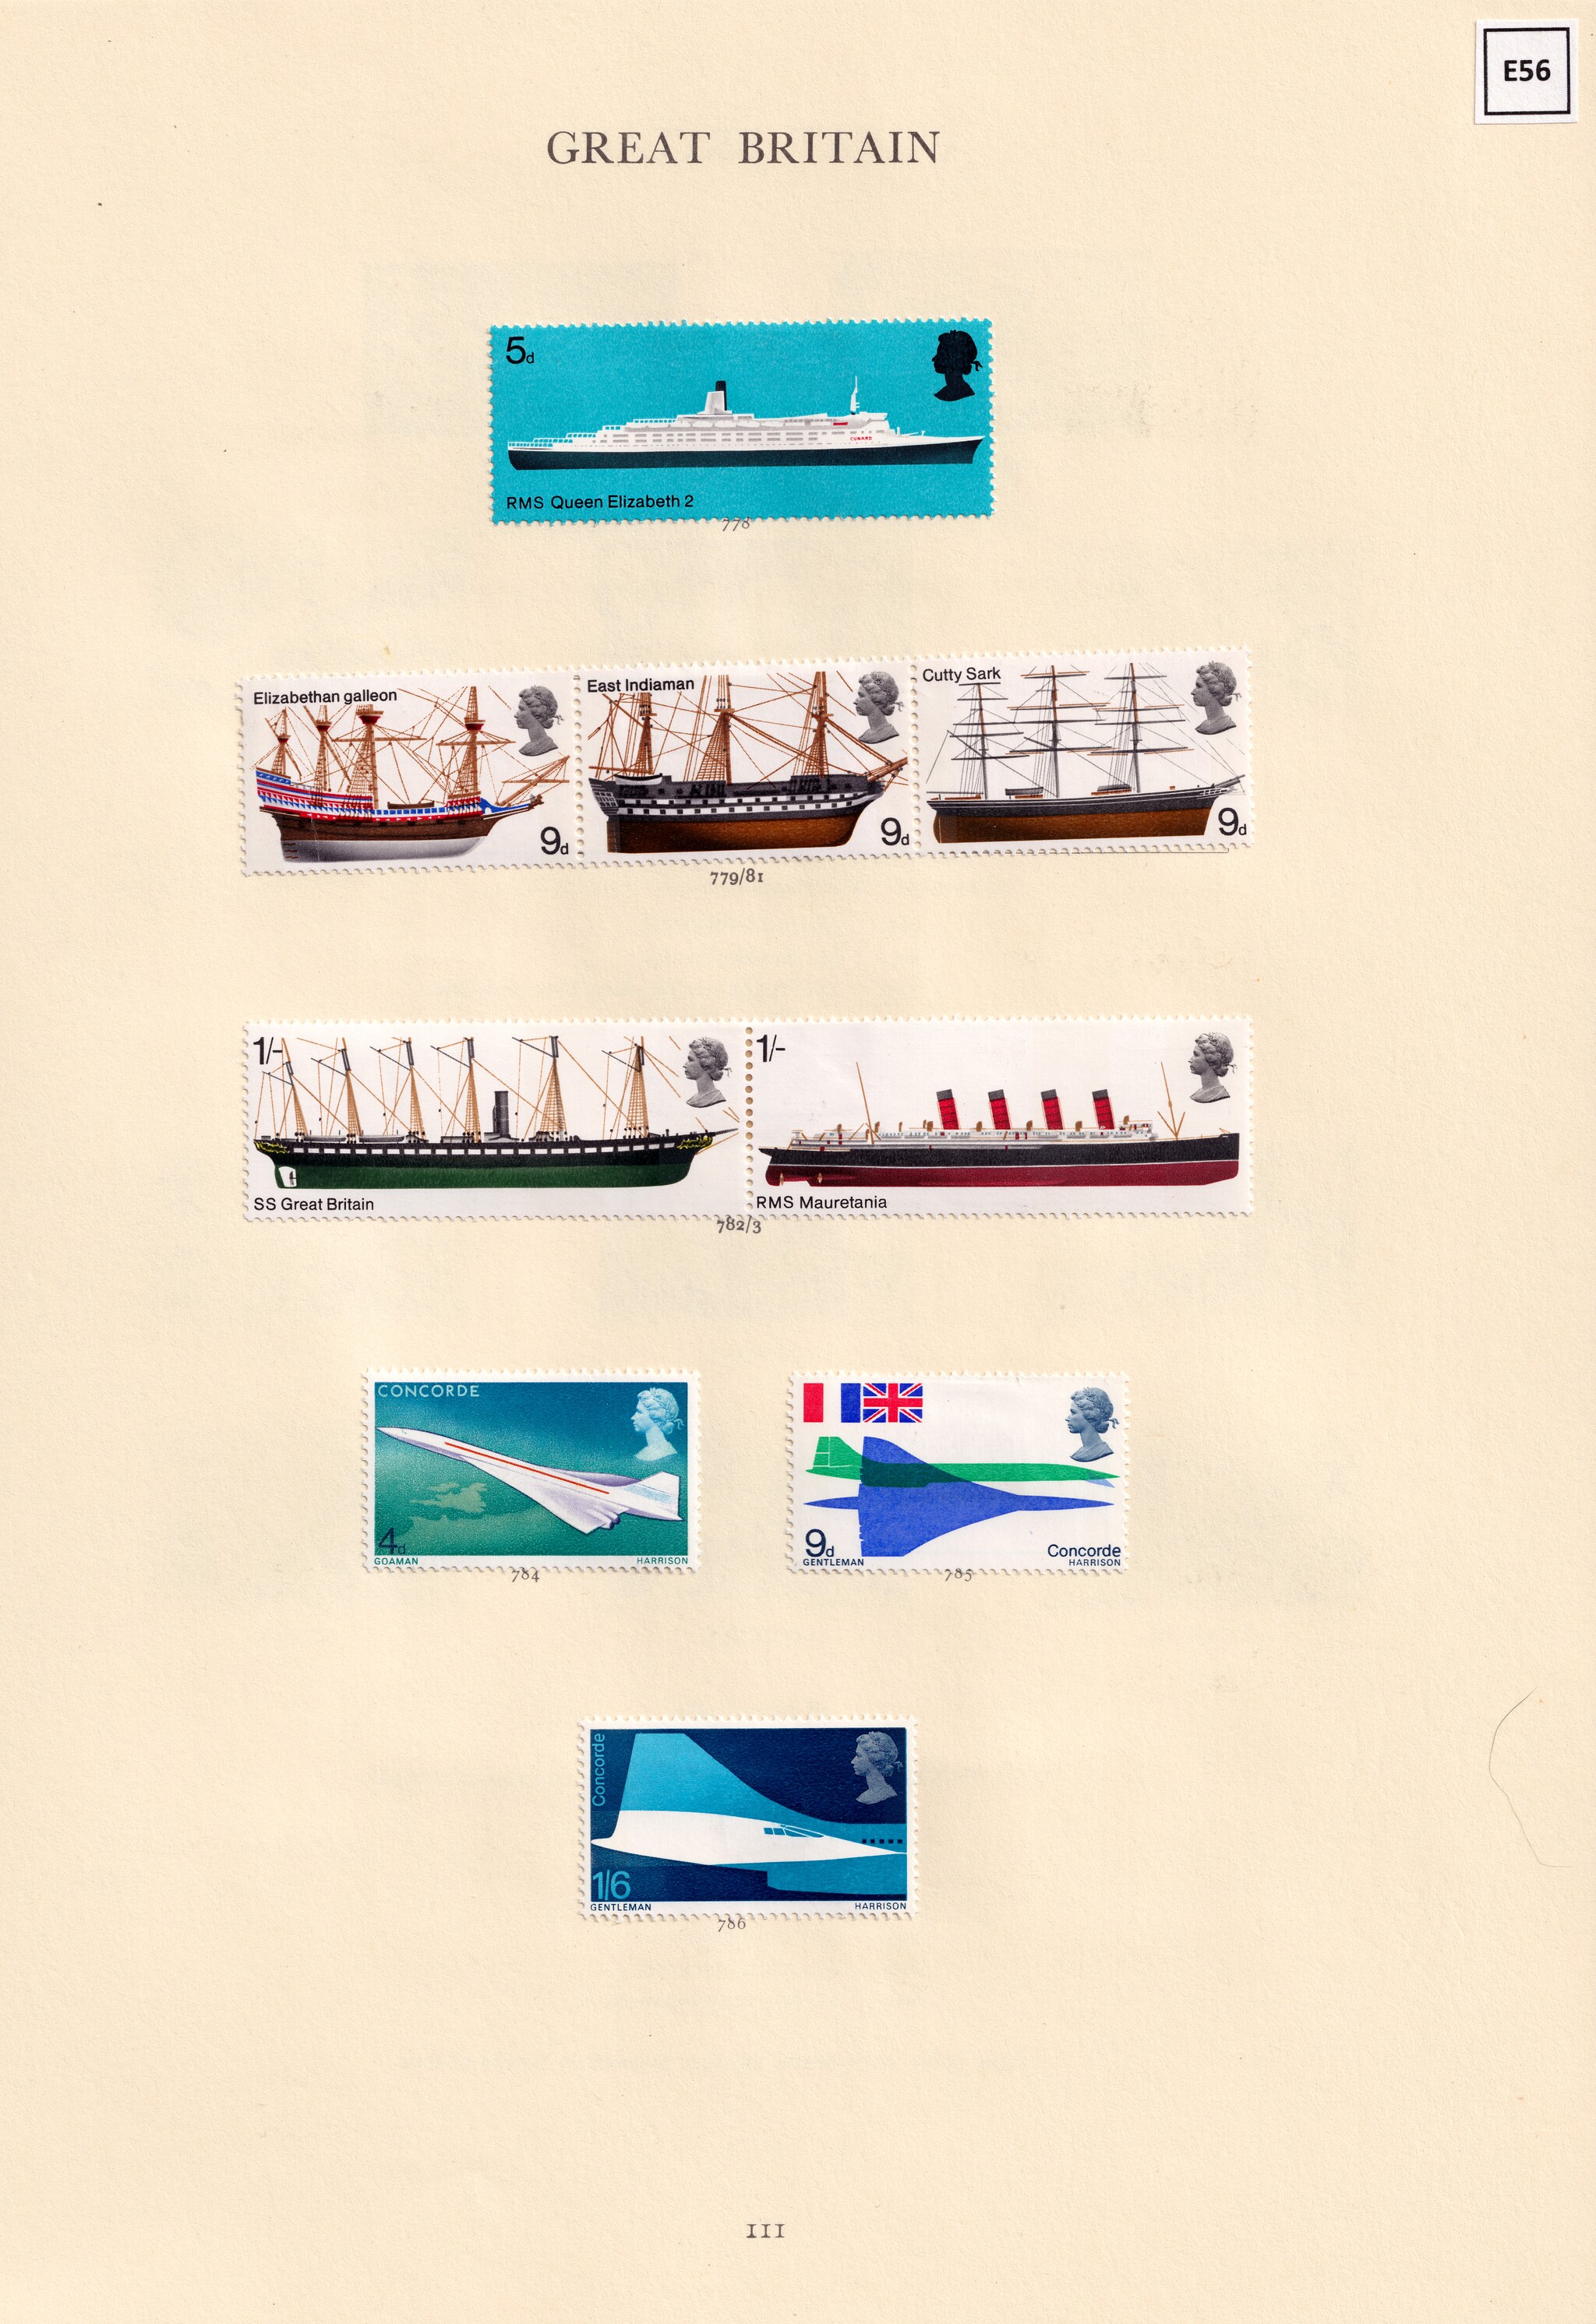 E56
GREAT BRITAIN
5d
CUNARD
RMS Queen Elizabeth 2
778
Elizabethan galleon
9d
East Indiaman
9d
Cutty Sark
9d
779/81
1/-
SS Great Britain
1/-
RMS Mauretania
782/3
CONCORDE
4d
GOAMAN HARRISON
784
9d
GENTLEMAN
Concorde
HARRISON
785
Concorde
1/6
GENTLEMAN HARRISON
786
III